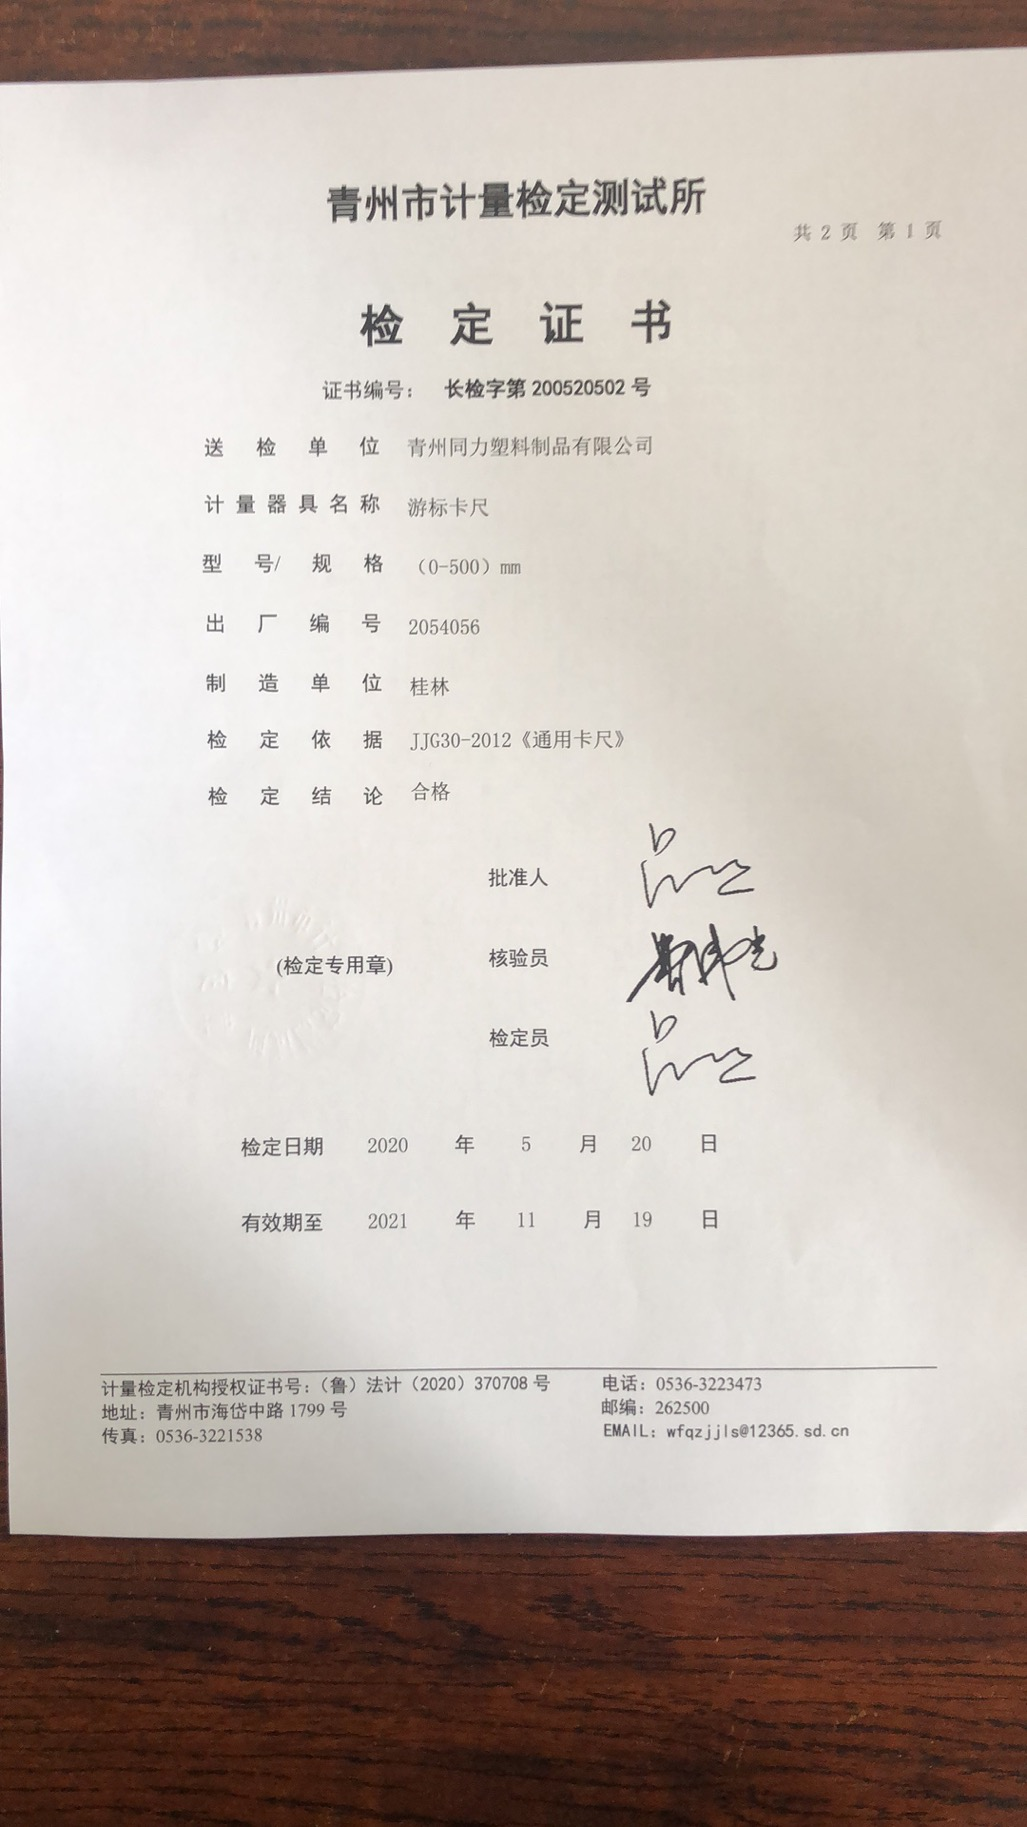 青州市计量检定测试所
共 2 页 第 1 页
检 定 证 书
证书编号： 长检字第 200520502 号
送 检 单 位 青州同力塑料制品有限公司
计 量 器 具 名 称 游标卡尺
型 号/ 规 格 （0-500）mm
出 厂 编 号 2054056
制 造 单 位 桂林
检 定 依 据 JJG30-2012《通用卡尺》
检 定 结 论 合格
批准人
(检定专用章) 核验员
检定员
检定日期 2020 年 5 月 20 日
有效期至 2021 年 11 月 19 日
计量检定机构授权证书号：（鲁）法计（2020）370708 号 电话：0536-3223473
地址：青州市海岱中路 1799 号 邮编：262500
传真：0536-3221538 EMAIL：wfqzjjls@12365.sd.cn